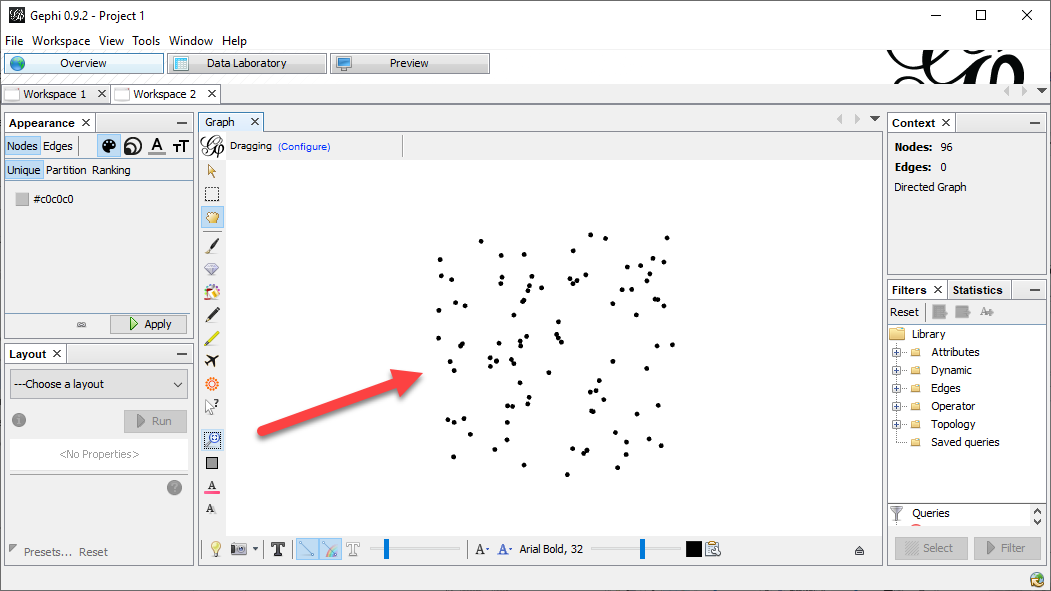 Gephi 0.9.2 - Project 1
File Workspace View Tools Window Help
Overview Data Laboratory Preview
Workspace 1 Workspace 2
Appearance
Nodes Edges A TT
Unique Partition Ranking
#c0c0c0
Apply
Layout
---Choose a layout
Run
<No Properties>
Presets... Reset
Graph
Dragging (Configure)
A
A
T T A- A- Arial Bold, 32
Context
Nodes: 96
Edges: 0
Directed Graph
Filters Statistics
Reset
Library
Attributes
Dynamic
Edges
Operator
Topology
Saved queries
Queries
Select Filter